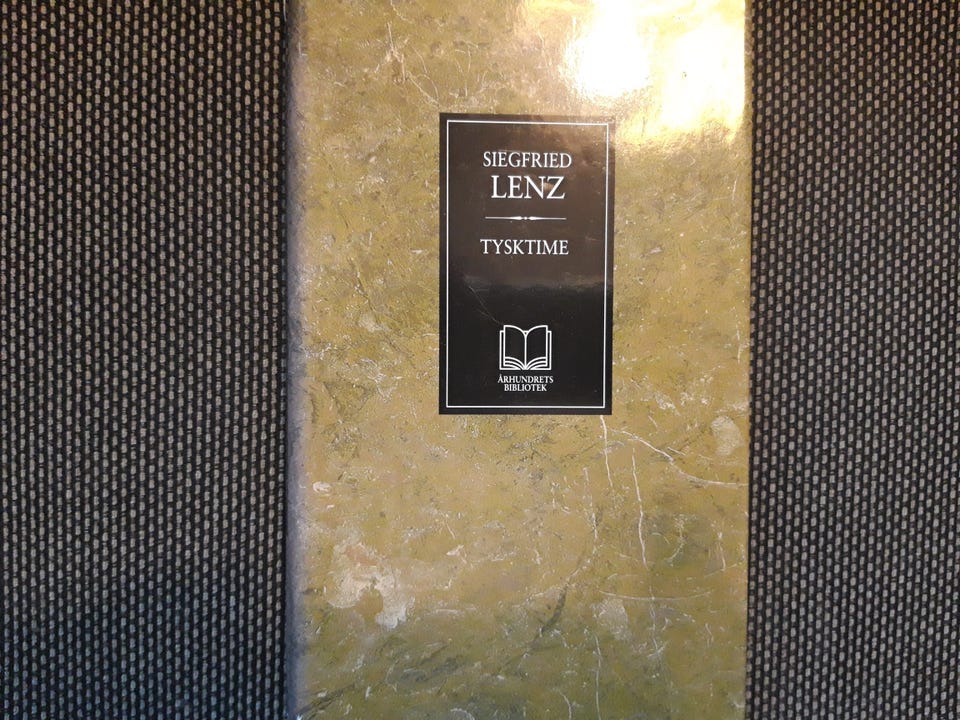 SIEGFRIED
LENZ
TYSKTIME
ÅRHUNDRETS
BIBLIOTEK